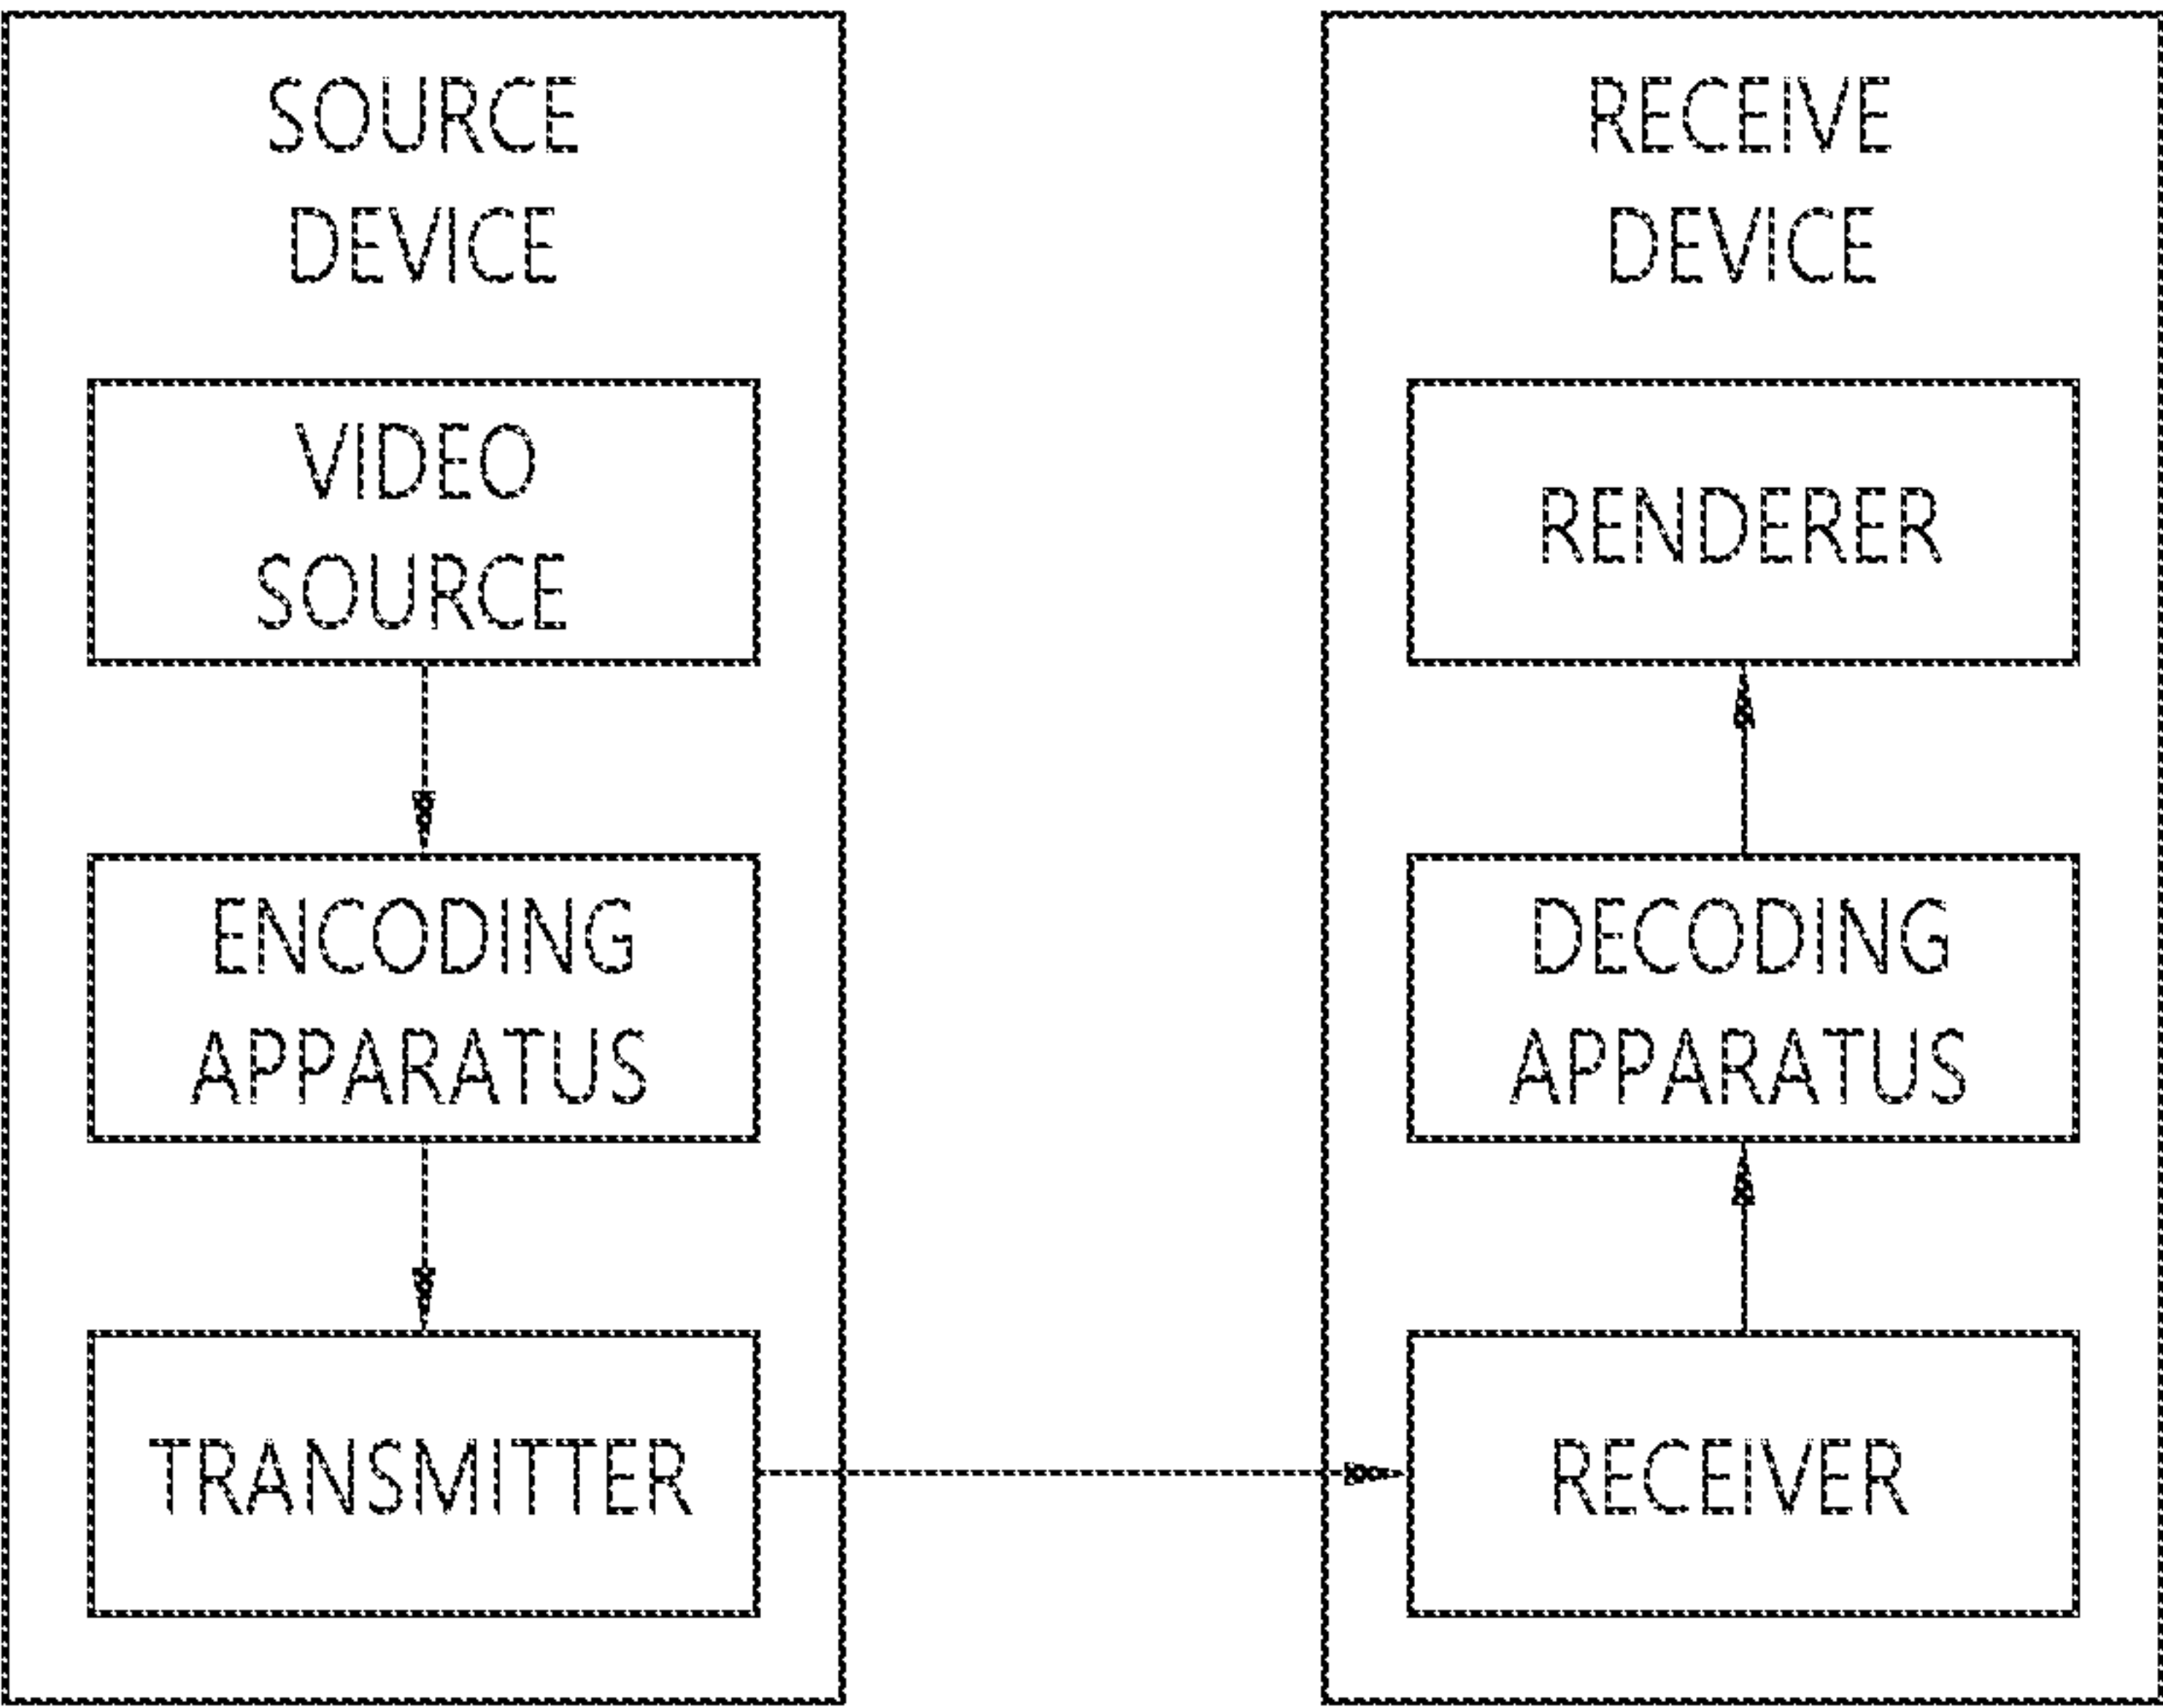 SOURCE
DEVICE
VIDEO
SOURCE
ENCODING
APPARATUS
TRANSMITTER
RECEIVE
DEVICE
RENDERER
DECODING
APPARATUS
RECEIVER